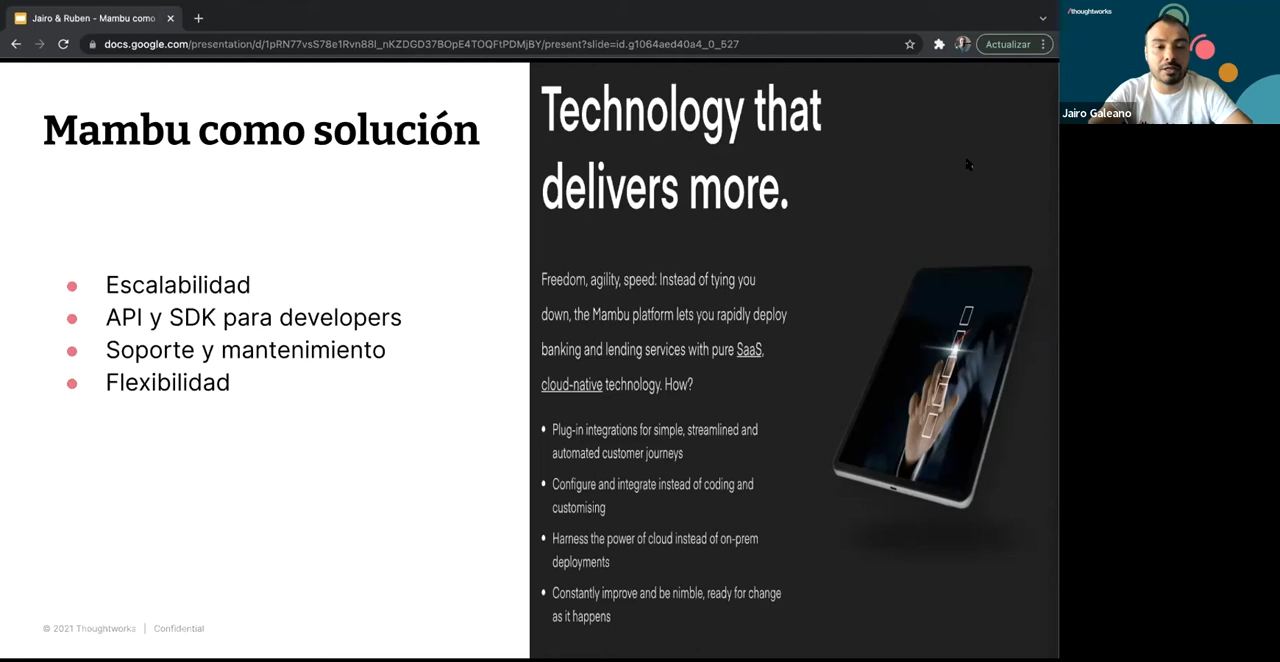 Jairo & Ruben - Mambu como
docs.google.com/presentation/d/1pRN77vsS78e1Rvn88I_nKZDGD37BOpE4TOQFtPDMjBY/present?slide=id.g1064aed40a4_0_527
Actualizar
/thoughtworks
Jairo Galeano
Mambu como solución
Escalabilidad
API y SDK para developers
Soporte y mantenimiento
Flexibilidad
© 2021 Thoughtworks | Confidential
Technology that
delivers more.
Freedom, agility, speed: Instead of tying you
down, the Mambu platform lets you rapidly deploy
banking and lending services with pure SaaS,
cloud-native technology. How?
Plug-in integrations for simple, streamlined and
automated customer journeys
Configure and integrate instead of coding and
customising
Harness the power of cloud instead of on-prem
deployments
Constantly improve and be nimble, ready for change
as it happens